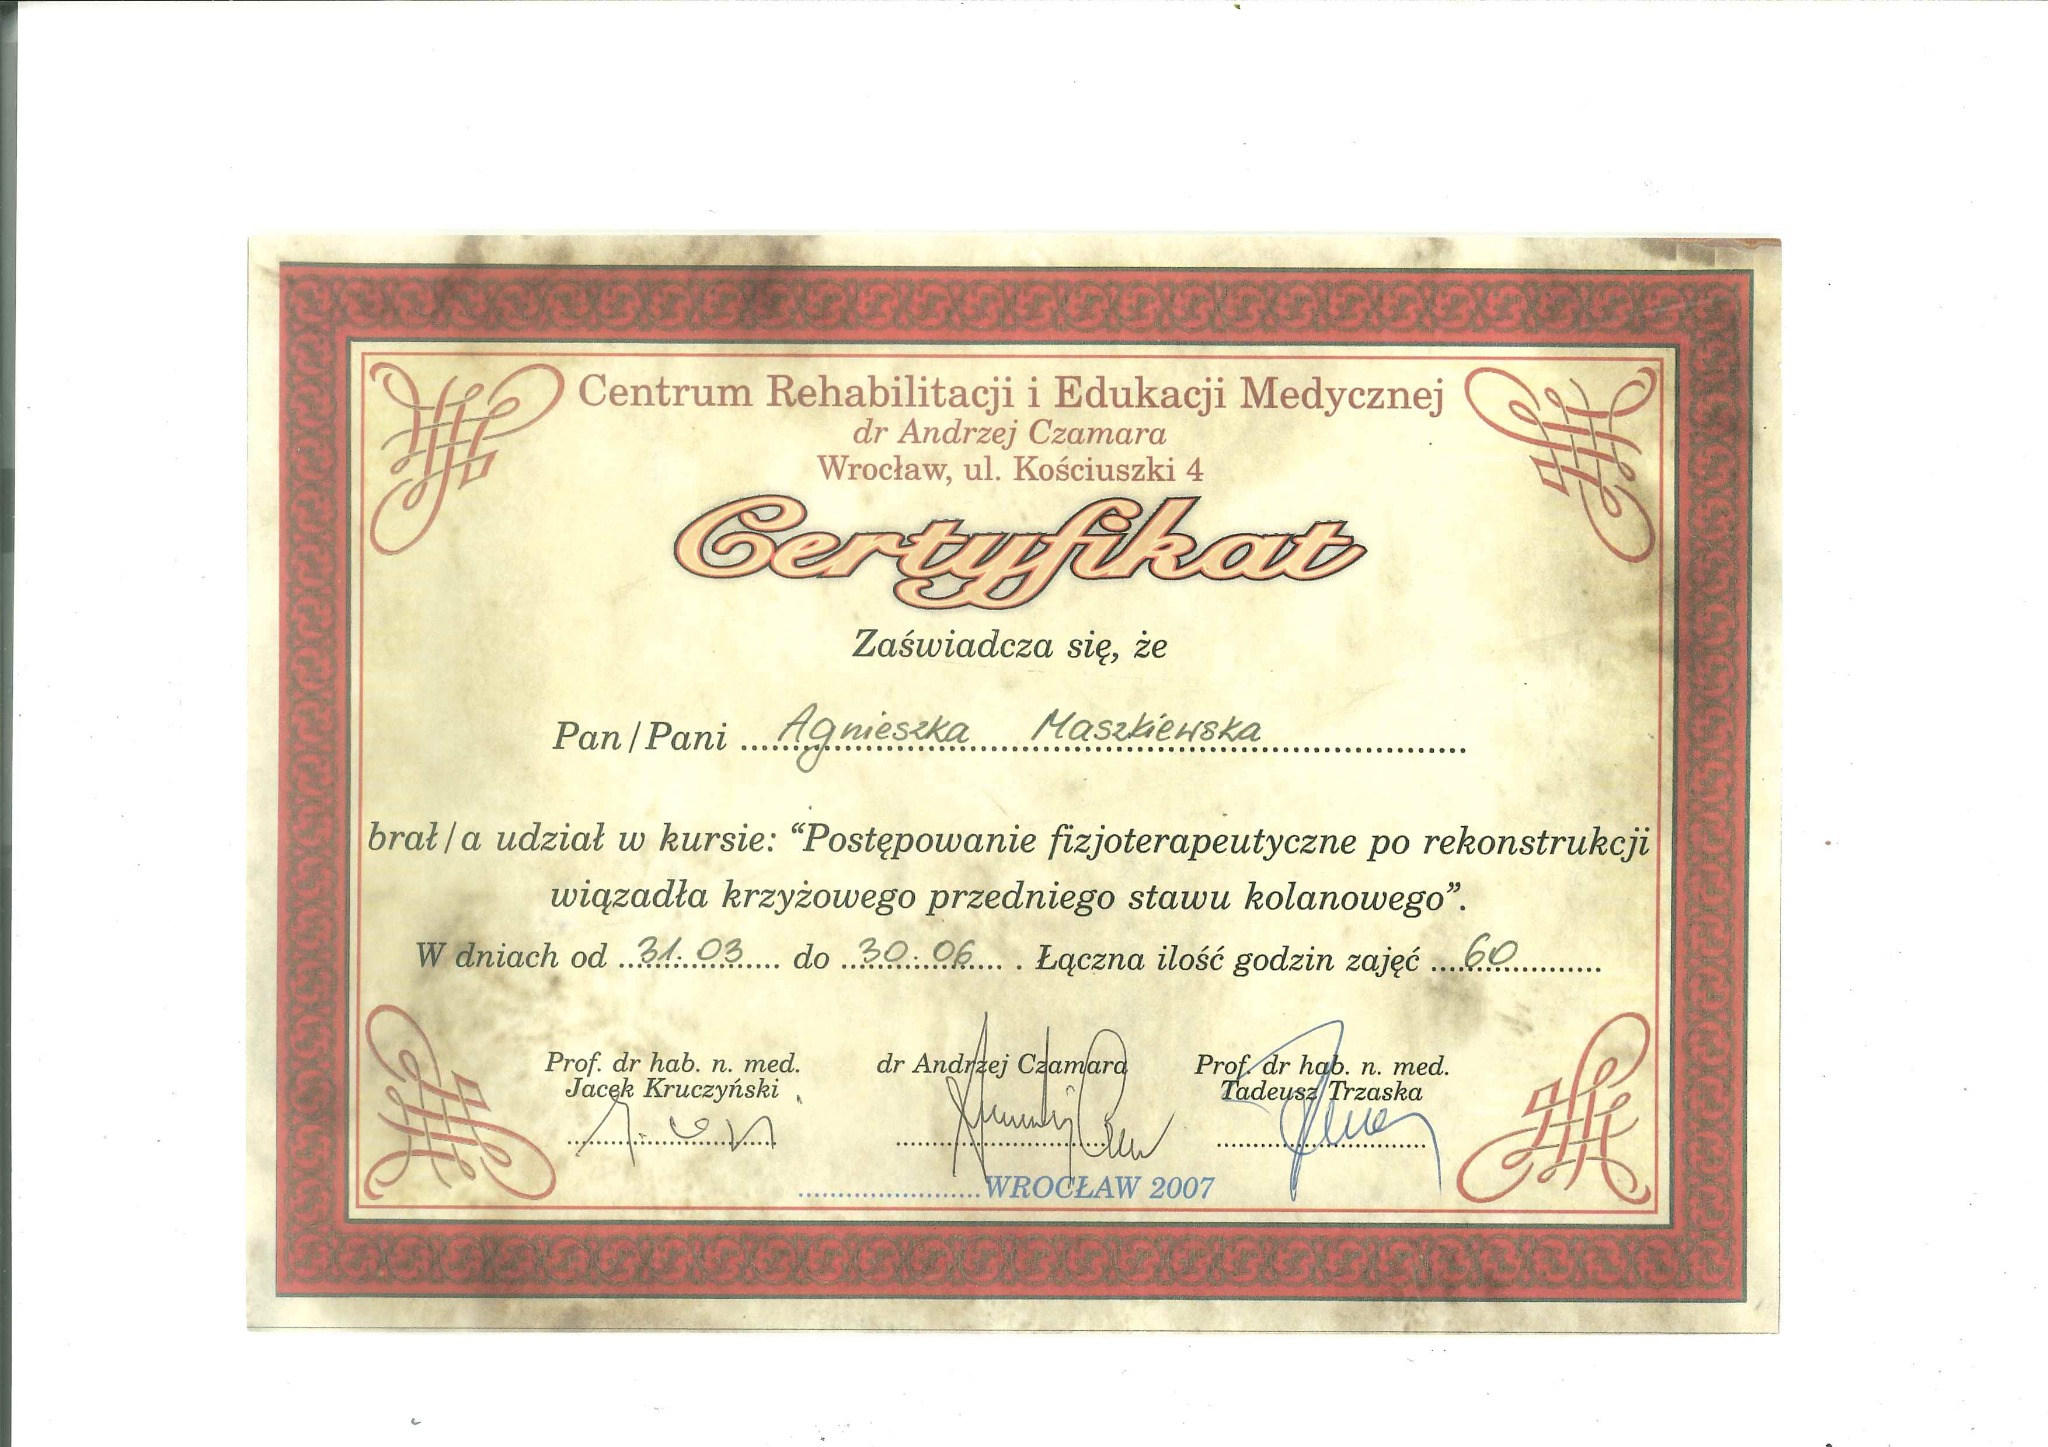 Centrum Rehabilitacji i Edukacji Medycznej
dr Andrzej Czamara
Wrocław, ul. Kościuszki 4
Certyfikat
Zaświadcza się, że
Pan/Pani Agnieszka Maszkiewska
brał/a udział w kursie: “Postępowanie fizjoterapeutyczne po rekonstrukcji
wiązadła krzyżowego przedniego stawu kolanowego”.
W dniach od 31.03 do 30.06 . Łączna ilość godzin zajęć 60
Prof. dr hab. n. med. dr Andrzej Czamara Prof. dr hab. n. med.
Jacek Kruczyński Tadeusz Trzaska
WROCŁAW 2007